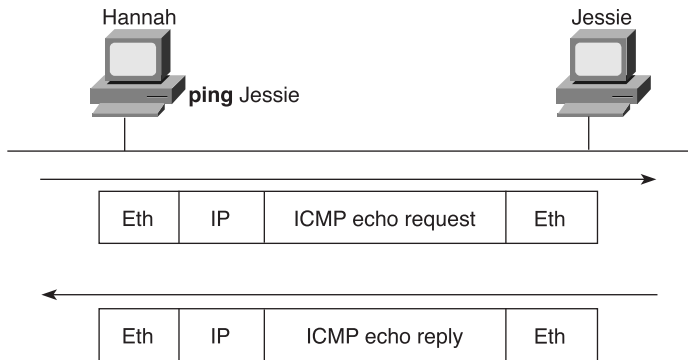 Hannah
Jessie
ping Jessie
Eth IP ICMP echo request Eth
Eth IP ICMP echo reply Eth